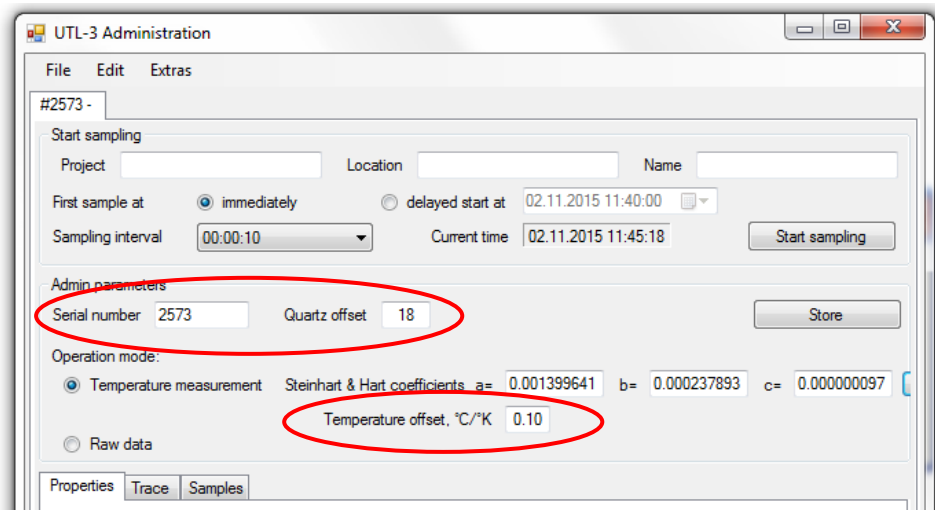 UTL-3 Administration
File Edit Extras
#2573 -
Start sampling
Project Location Name
First sample at immediately delayed start at 02.11.2015 11:40:00
Sampling interval 00:00:10 Current time 02.11.2015 11:45:18 Start sampling
Admin parameters
Serial number 2573 Quartz offset 18 Store
Operation mode:
Temperature measurement Steinhart & Hart coefficients a= 0.001399641 b= 0.000237893 c= 0.000000097
Temperature offset, °C/°K 0.10
Raw data
Properties Trace Samples